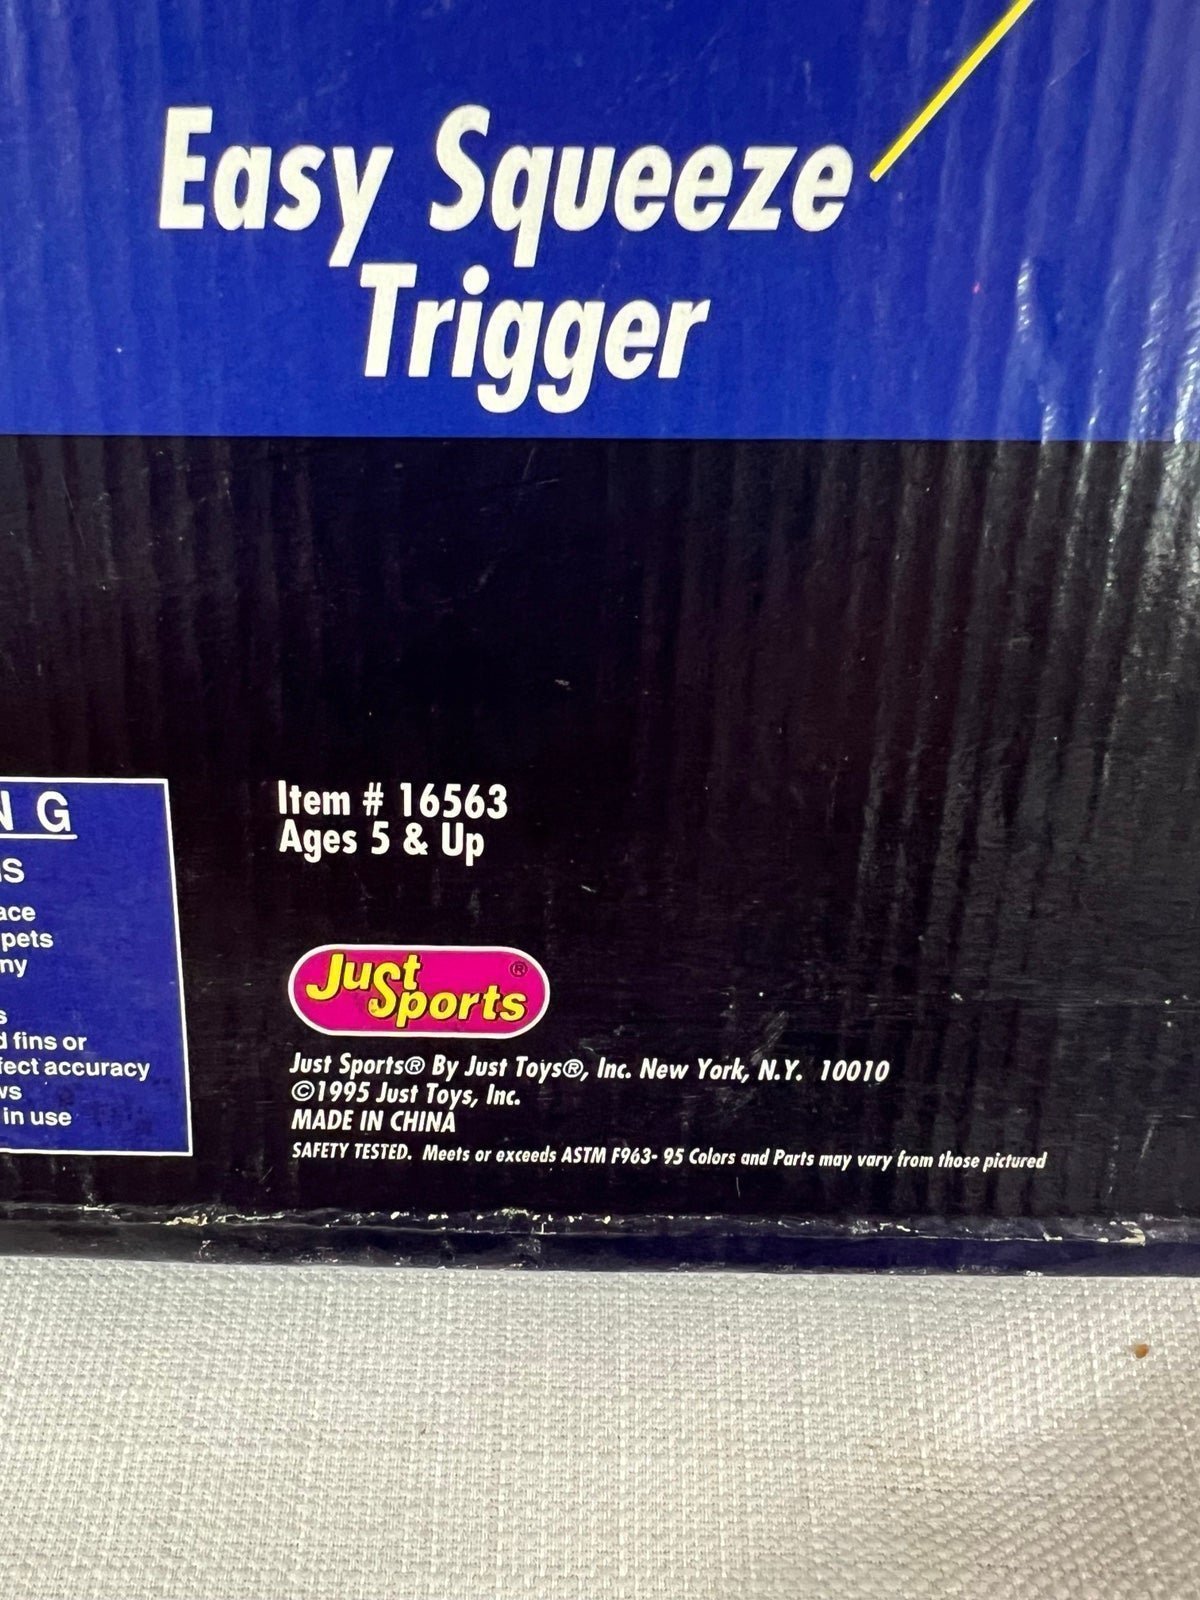 Easy Squeeze
Trigger
N G
pets
fins or
accuracy
in use
Item # 16563
Ages 5 & Up
Just Sports ®
Just Sports® By Just Toys®, Inc. New York, N.Y. 10010
©1995 Just Toys, Inc.
MADE IN CHINA
SAFETY TESTED. Meets or exceeds ASTM F963- 95 Colors and Parts may vary from those pictured